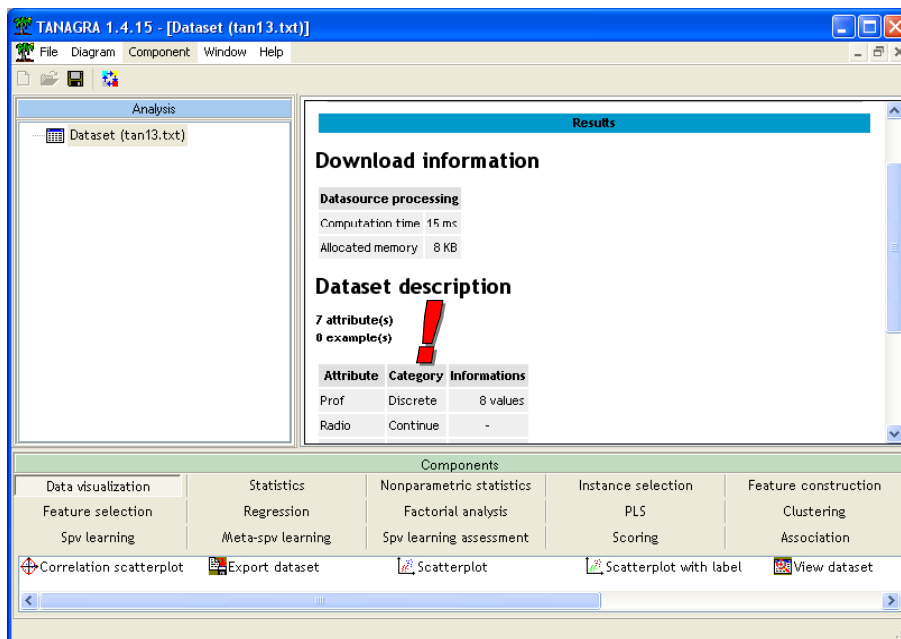 TANAGRA 1.4.15 - [Dataset (tan13.txt)]
File Diagram Component Window Help
Analysis
Dataset (tan13.txt)
Results
Download information
Datasource processing
Computation time 15 ms
Allocated memory 8 KB
Dataset description
7 attribute(s)
0 example(s)
!
Attribute Category Informations
Prof Discrete 8 values
Radio Continue -
Components
Data visualization Statistics Nonparametric statistics Instance selection Feature construction
Feature selection Regression Factorial analysis PLS Clustering
Spv learning Meta-spv learning Spv learning assessment Scoring Association
Correlation scatterplot Export dataset Scatterplot Scatterplot with label View dataset